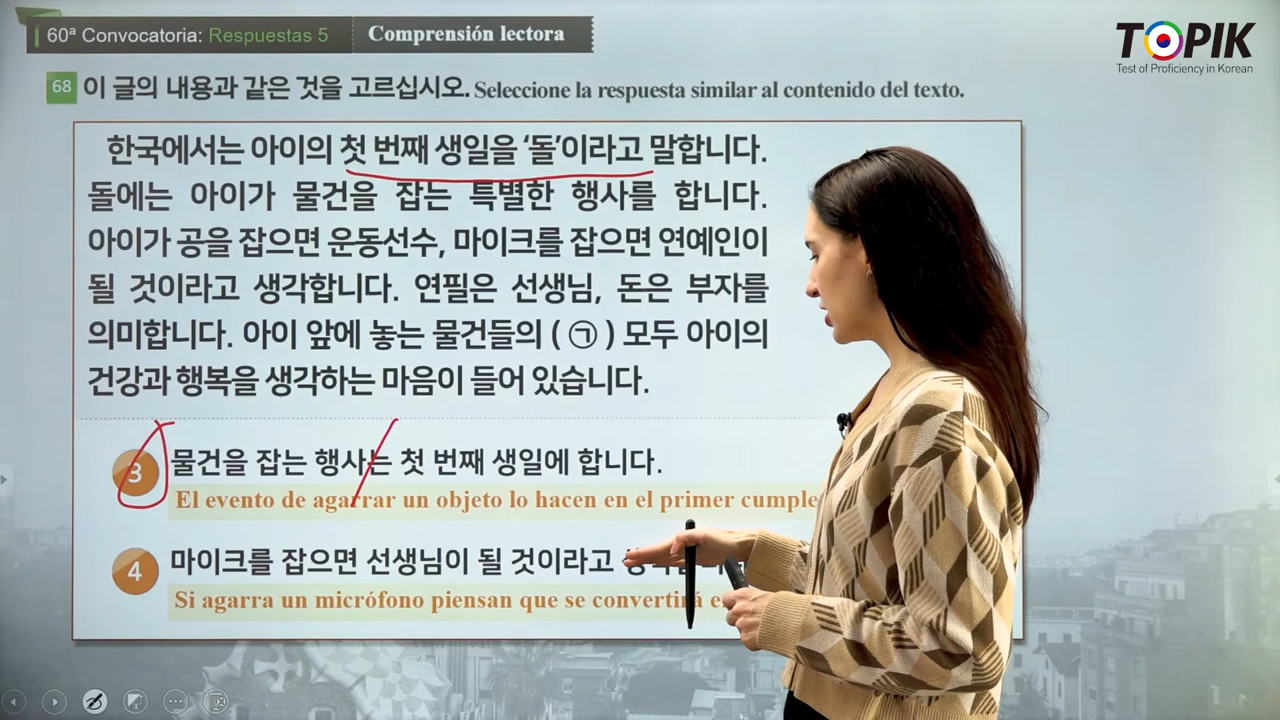 60ª Convocatoria: Respuestas 5
Comprensión lectora
TOPIK
Test of Proficiency in Korean
68 이 글의 내용과 같은 것을 고르십시오. Seleccione la respuesta similar al contenido del texto.
한국에서는 아이의 첫 번째 생일을 ‘돌’이라고 말합니다.
돌에는 아이가 물건을 잡는 특별한 행사를 합니다.
아이가 공을 잡으면 운동선수, 마이크를 잡으면 연예인이
될 것이라고 생각합니다. 연필은 선생님, 돈은 부자를
의미합니다. 아이 앞에 놓는 물건들의 ( ㉠ ) 모두 아이의
건강과 행복을 생각하는 마음이 들어 있습니다.
3 물건을 잡는 행사는 첫 번째 생일에 합니다.
El evento de agarrar un objeto lo hacen en el primer
4 마이크를 잡으면 선생님이 될 것이라고
Si agarra un micrófono piensan que se convertirá